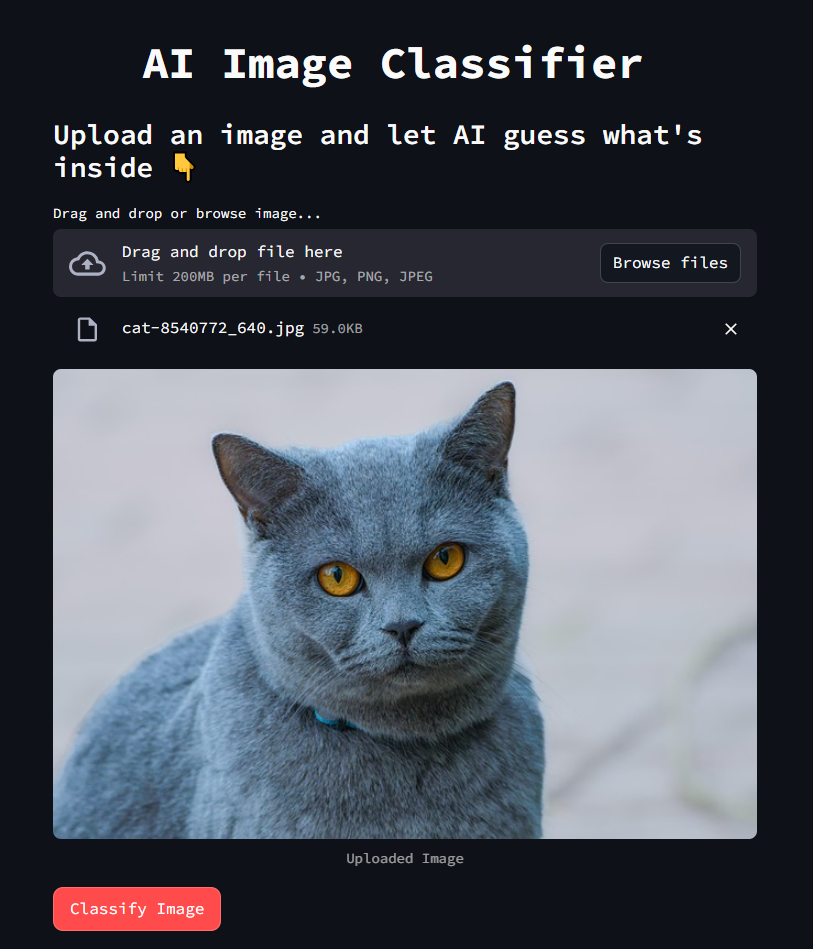 AI Image Classifier
Upload an image and let AI guess what's
inside 👇
Drag and drop or browse image...
Drag and drop file here
Limit 200MB per file • JPG, PNG, JPEG
Browse files
cat-8540772_640.jpg 59.0KB
Uploaded Image
Classify Image